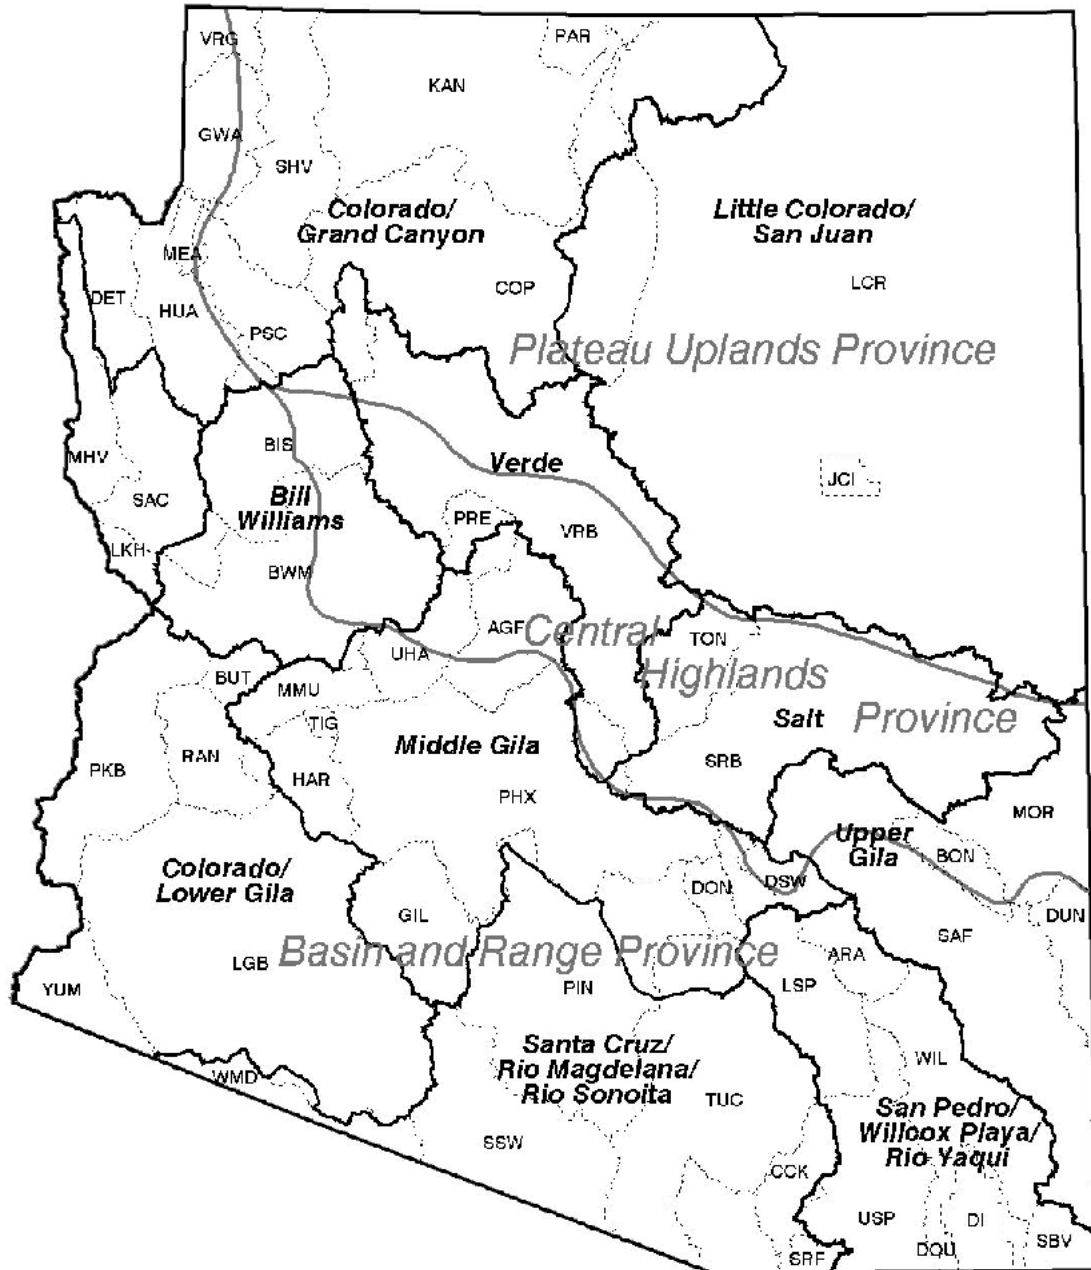 VRG
PAR
KAN
GWA
SHV
Colorado/
Grand Canyon
Little Colorado/
San Juan
MEA
DET
HUA
COP
LCR
PSC
Plateau Uplands Province
MHV
BIS
Verde
SAC
Bill
Williams
JCI
PRE
VRB
LKH
BWM
AGF
Central
TON
UHA
Highlands
BUT
MMU
TIG
Salt
Province
Middle Gila
RAN
PKB
HAR
SRB
PHX
MOR
Upper
Gila
BON
Colorado/
Lower Gila
DON
DSW
GIL
DUN
SAF
LGB
Basin and Range Province
ARA
YUM
PIN
LSP
Santa Cruz/
Rio Magdelana/
Rio Sonoita
WIL
WMD
TUC
San Pedro/
Willcox Playa/
Rio Yaqui
SSW
CCK
USP
DI
DOU
SBV
SRF